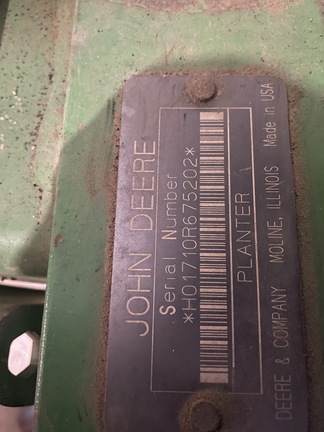 JOHN DEERE
Serial Number
*H01710R675202*
PLANTER
DEERE & COMPANY MOLINE, ILLINOIS Made in USA